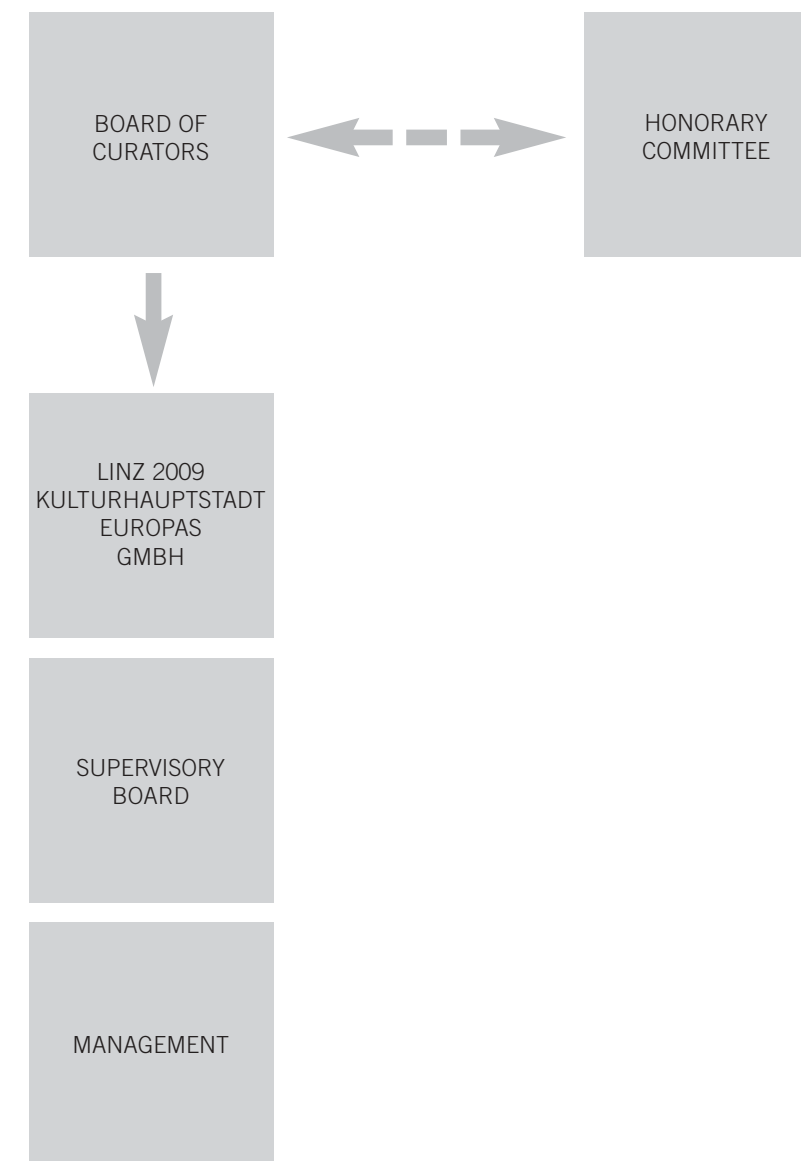 BOARD OF
CURATORS
HONORARY
COMMITTEE
LINZ 2009
KULTURHAUPTSTADT
EUROPAS
GMBH
SUPERVISORY
BOARD
MANAGEMENT